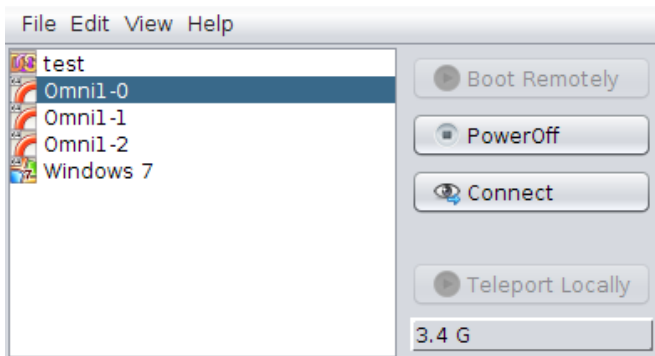 File Edit View Help
test
Omni1-0
Omni1-1
Omni1-2
Windows 7
Boot Remotely
PowerOff
Connect
Teleport Locally
3.4 G